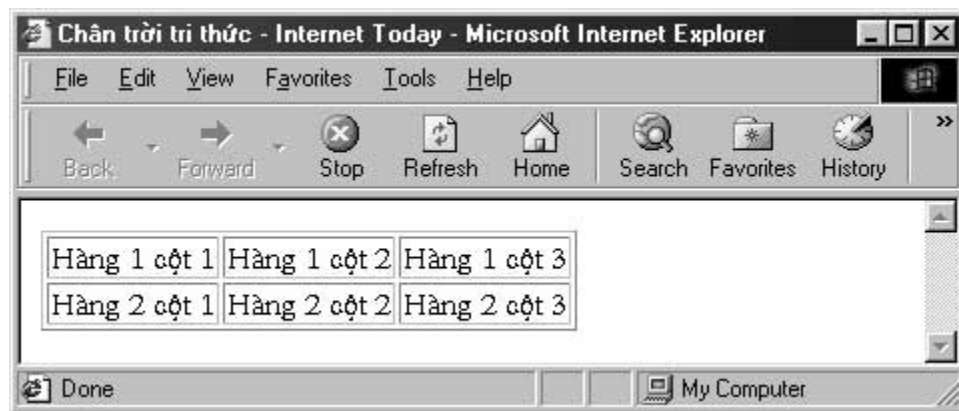 Chân trời tri thức - Internet Today - Microsoft Internet Explorer
File Edit View Favorites Tools Help
Back Forward Stop Refresh Home Search Favorites History »
Hàng 1 cột 1 Hàng 1 cột 2 Hàng 1 cột 3
Hàng 2 cột 1 Hàng 2 cột 2 Hàng 2 cột 3
Done My Computer